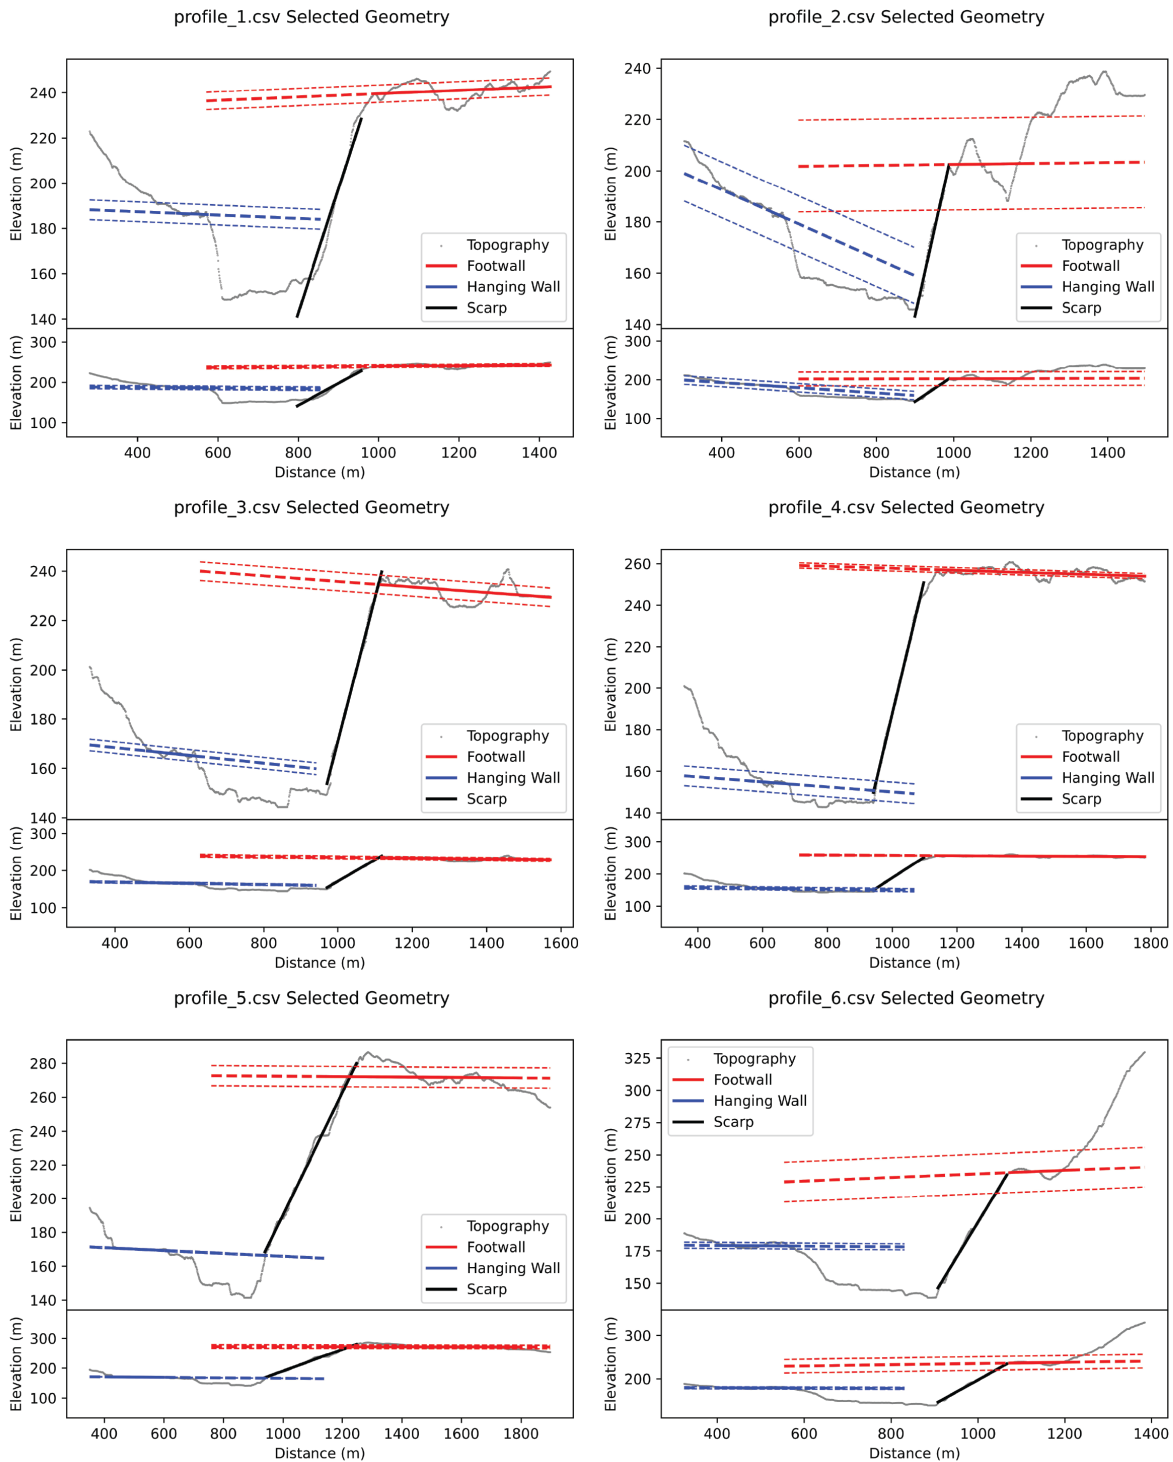 profile_1.csv Selected Geometry
240
220
200
180
160
140
Elevation (m)
Topography
Footwall
Hanging Wall
Scarp
300
200
100
Elevation (m)
400 600 800 1000 1200 1400
Distance (m)
profile_2.csv Selected Geometry
240
220
200
180
160
140
Elevation (m)
Topography
Footwall
Hanging Wall
Scarp
300
200
100
Elevation (m)
400 600 800 1000 1200 1400
Distance (m)
profile_3.csv Selected Geometry
240
220
200
180
160
140
Elevation (m)
Topography
Footwall
Hanging Wall
Scarp
300
200
100
Elevation (m)
400 600 800 1000 1200 1400 1600
Distance (m)
profile_4.csv Selected Geometry
260
240
220
200
180
160
140
Elevation (m)
Topography
Footwall
Hanging Wall
Scarp
300
200
100
Elevation (m)
400 600 800 1000 1200 1400 1600 1800
Distance (m)
profile_5.csv Selected Geometry
280
260
240
220
200
180
160
140
Elevation (m)
Topography
Footwall
Hanging Wall
Scarp
300
200
100
Elevation (m)
400 600 800 1000 1200 1400 1600 1800
Distance (m)
profile_6.csv Selected Geometry
325
300
275
250
225
200
175
150
Elevation (m)
Topography
Footwall
Hanging Wall
Scarp
300
200
Elevation (m)
400 600 800 1000 1200 1400
Distance (m)